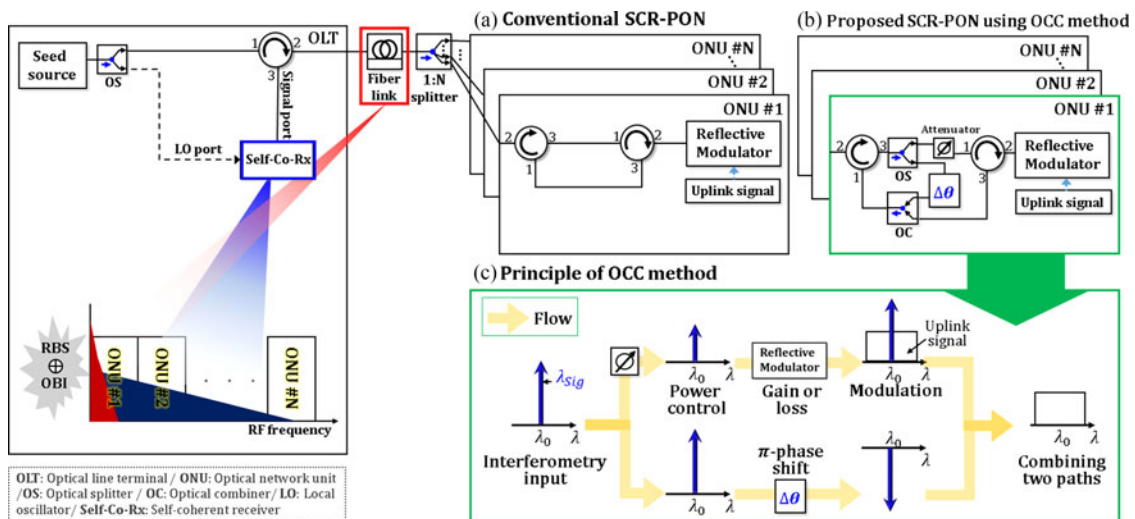 (a) Conventional SCR-PON
(b) Proposed SCR-PON using OCC method
Seed
source
OS
1
2
3
OLT
Signal port
LO port
Self-Co-Rx
Fiber
link
1:N
splitter
ONU #N
ONU #2
ONU #1
2
3
1
1
2
3
Reflective
Modulator
Uplink signal
ONU #N
ONU #2
ONU #1
2
3
1
OS
Attenuator
1
2
3
Δθ
OC
Reflective
Modulator
Uplink signal
RBS
⊕
OBI
ONU #1
ONU #2
. . . .
ONU #N
RF frequency
OLT: Optical line terminal / ONU: Optical network unit
/OS: Optical splitter / OC: Optical combiner/ LO: Local
oscillator/ Self-Co-Rx: Self-coherent receiver
(c) Principle of OCC method
Flow
λSig
λ0 λ
Interferometry
input
λ0 λ
Power
control
Reflective
Modulator
Gain or
loss
Uplink
signal
λ0 λ
Modulation
λ0 λ
π-phase
shift
Δθ
λ0
λ
λ0 λ
Combining
two paths